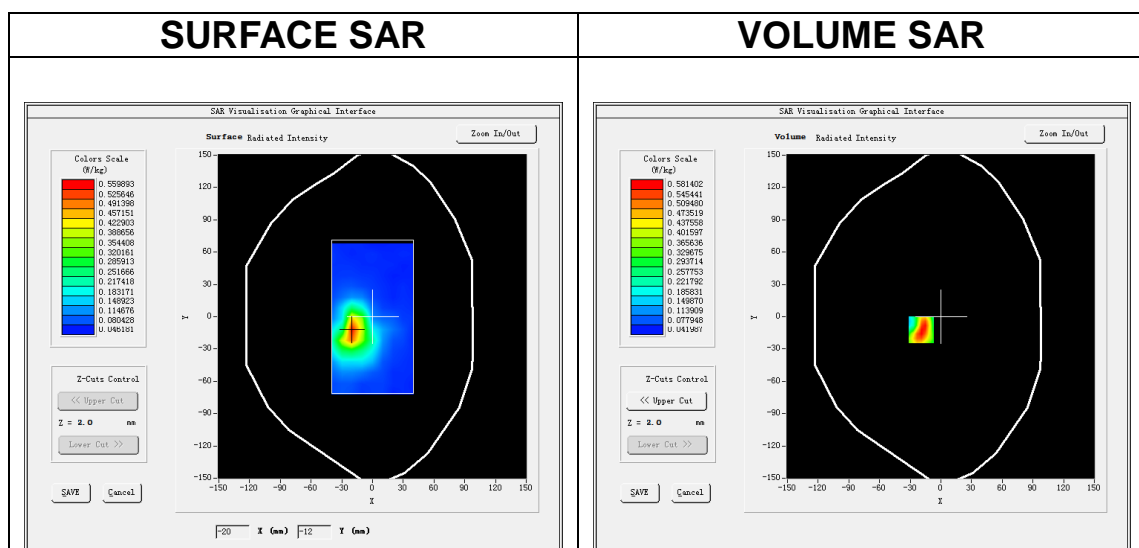 SURFACE SAR
VOLUME SAR
SAR Visualisation Graphical Interface
Surface Radiated Intensity
Zoom In/Out
Colors Scale
(W/kg)
0.559893
0.525646
0.491398
0.457151
0.422903
0.388656
0.354408
0.320161
0.285913
0.251666
0.217418
0.183171
0.148923
0.114676
0.080428
0.046181
150
120
90
60
30
0
-30
-60
-90
-120
-150
Y
-150 -120 -90 -60 -30 0 30 60 90 120 150
X
Z-Cuts Control
<< Upper Cut
Z = 2.0 mm
Lower Cut >>
SAVE Cancel
-20 X (mm) -12 Y (mm)
SAR Visualisation Graphical Interface
Volume Radiated Intensity
Zoom In/Out
Colors Scale
(W/kg)
0.581402
0.545441
0.509480
0.473519
0.437558
0.401597
0.365636
0.329675
0.293714
0.257753
0.221792
0.185831
0.149870
0.113909
0.077948
0.041987
150
120
90
60
30
0
-30
-60
-90
-120
-150
Y
-150 -120 -90 -60 -30 0 30 60 90 120 150
X
Z-Cuts Control
<< Upper Cut
Z = 2.0 mm
Lower Cut >>
SAVE Cancel